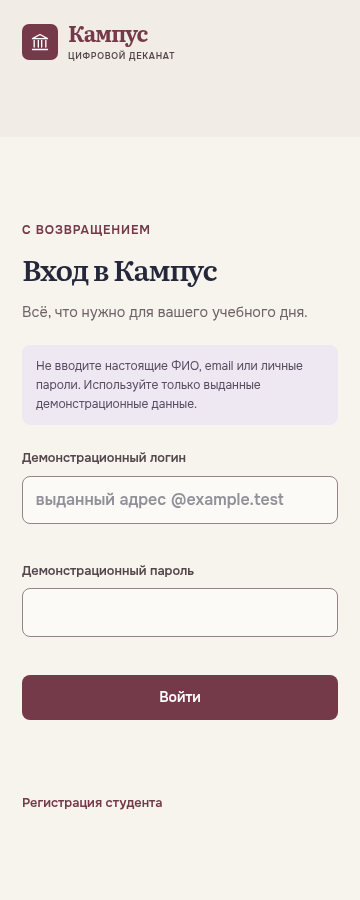 Кампус
ЦИФРОВОЙ ДЕКАНАТ
С ВОЗВРАЩЕНИЕМ
Вход в Кампус
Всё, что нужно для вашего учебного дня.
Не вводите настоящие ФИО, email или личные
пароли. Используйте только выданные
демонстрационные данные.
Демонстрационный логин
выданный адрес @example.test
Демонстрационный пароль
Войти
Регистрация студента